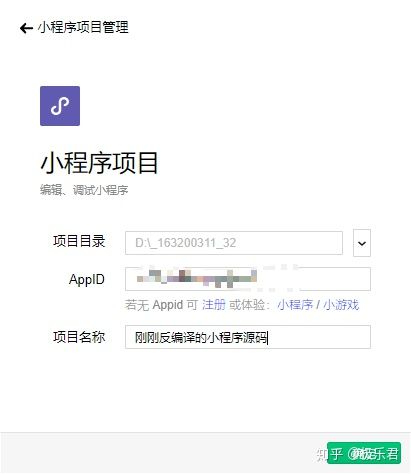 小程序项目管理
小程序项目
编辑、调试小程序
项目目录 D:\_163200311_32
AppID
若无 Appid 可 注册 或体验：小程序 / 小游戏
项目名称 刚刚反编译的小程序源码
知乎 @极乐君